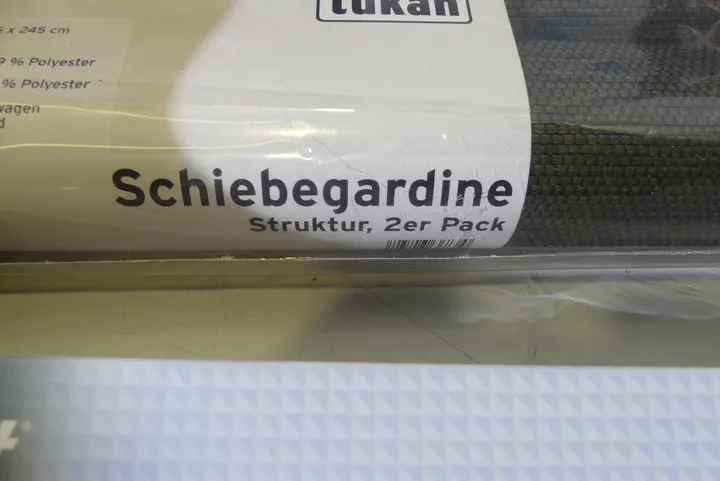 tukan
x 245 cm
% Polyester
% Polyester
wagen
Schiebegardine
Struktur, 2er Pack